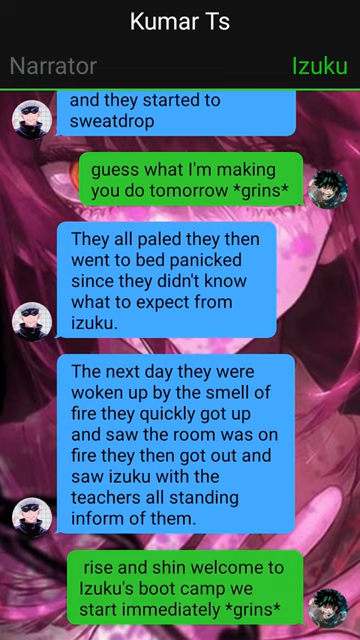 Kumar Ts
Narrator
Izuku
and they started to
sweatdrop
guess what I'm making
you do tomorrow *grins*
They all paled they then
went to bed panicked
since they didn't know
what to expect from
izuku.
The next day they were
woken up by the smell of
fire they quickly got up
and saw the room was on
fire they then got out and
saw izuku with the
teachers all standing
inform of them.
rise and shin welcome to
Izuku's boot camp we
start immediately *grins*